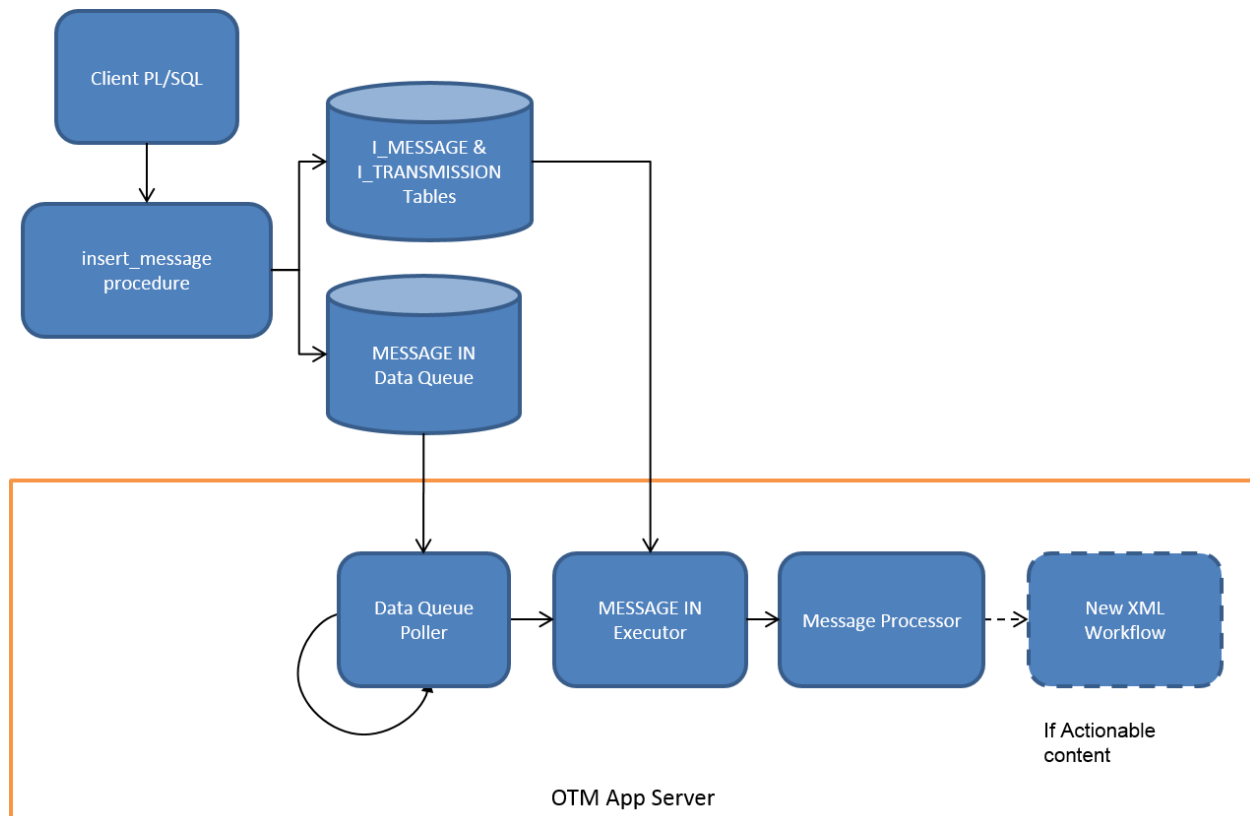 Client PL/SQL
I_MESSAGE &
I_TRANSMISSION
Tables
insert_message
procedure
MESSAGE IN
Data Queue
Data Queue
Poller
MESSAGE IN
Executor
Message Processor
New XML
Workflow
If Actionable
content
OTM App Server